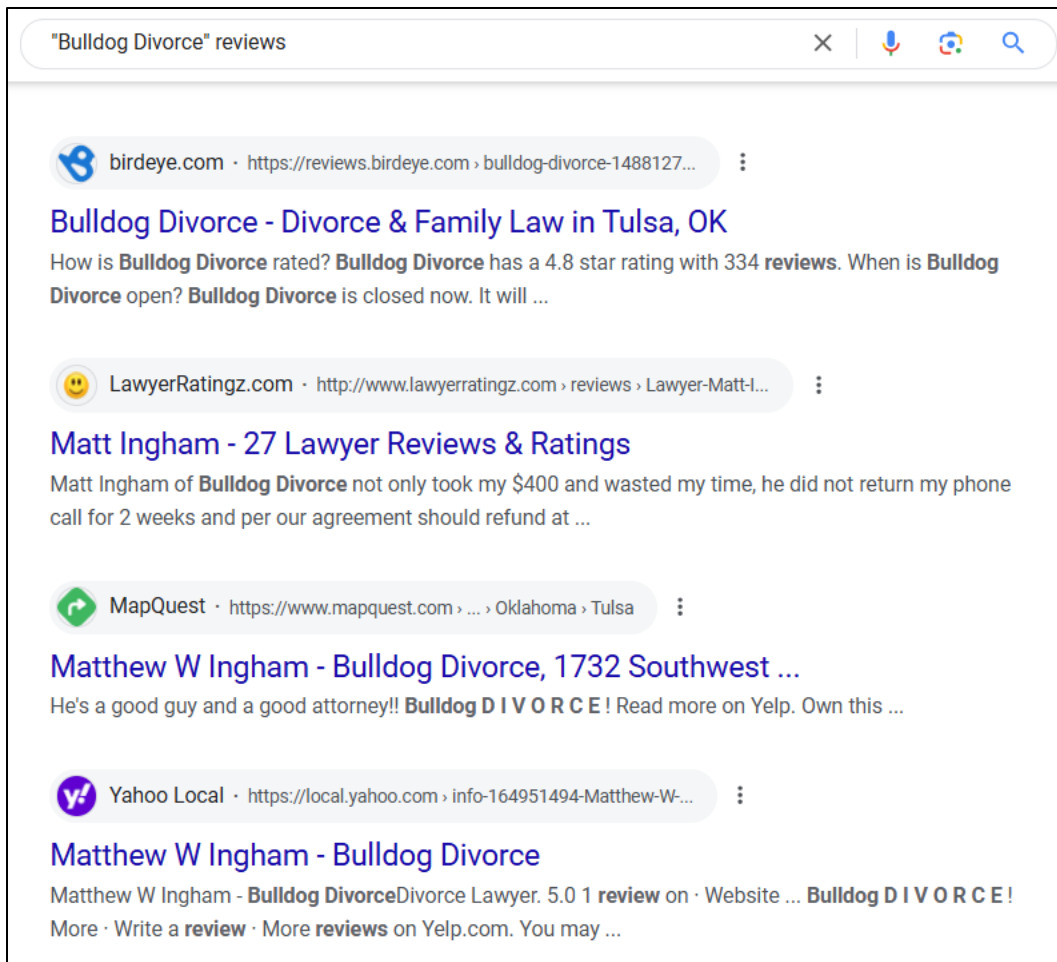 "Bulldog Divorce" reviews
birdeye.com · https://reviews.birdeye.com › bulldog-divorce-1488127...
Bulldog Divorce - Divorce & Family Law in Tulsa, OK
How is Bulldog Divorce rated? Bulldog Divorce has a 4.8 star rating with 334 reviews. When is Bulldog
Divorce open? Bulldog Divorce is closed now. It will ...
LawyerRatingz.com · http://www.lawyerratingz.com › reviews › Lawyer-Matt-I...
Matt Ingham - 27 Lawyer Reviews & Ratings
Matt Ingham of Bulldog Divorce not only took my $400 and wasted my time, he did not return my phone
call for 2 weeks and per our agreement should refund at ...
MapQuest · https://www.mapquest.com › ... › Oklahoma › Tulsa
Matthew W Ingham - Bulldog Divorce, 1732 Southwest ...
He's a good guy and a good attorney!! Bulldog D I V O R C E ! Read more on Yelp. Own this ...
y!
Yahoo Local · https://local.yahoo.com › info-164951494-Matthew-W-...
Matthew W Ingham - Bulldog Divorce
Matthew W Ingham - Bulldog DivorceDivorce Lawyer. 5.0 1 review on · Website ... Bulldog D I V O R C E !
More · Write a review · More reviews on Yelp.com. You may ...